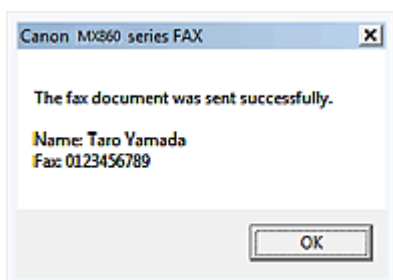 Canon MX860 series FAX
The fax document was sent successfully.
Name: Taro Yamada
Fax: 0123456789
OK